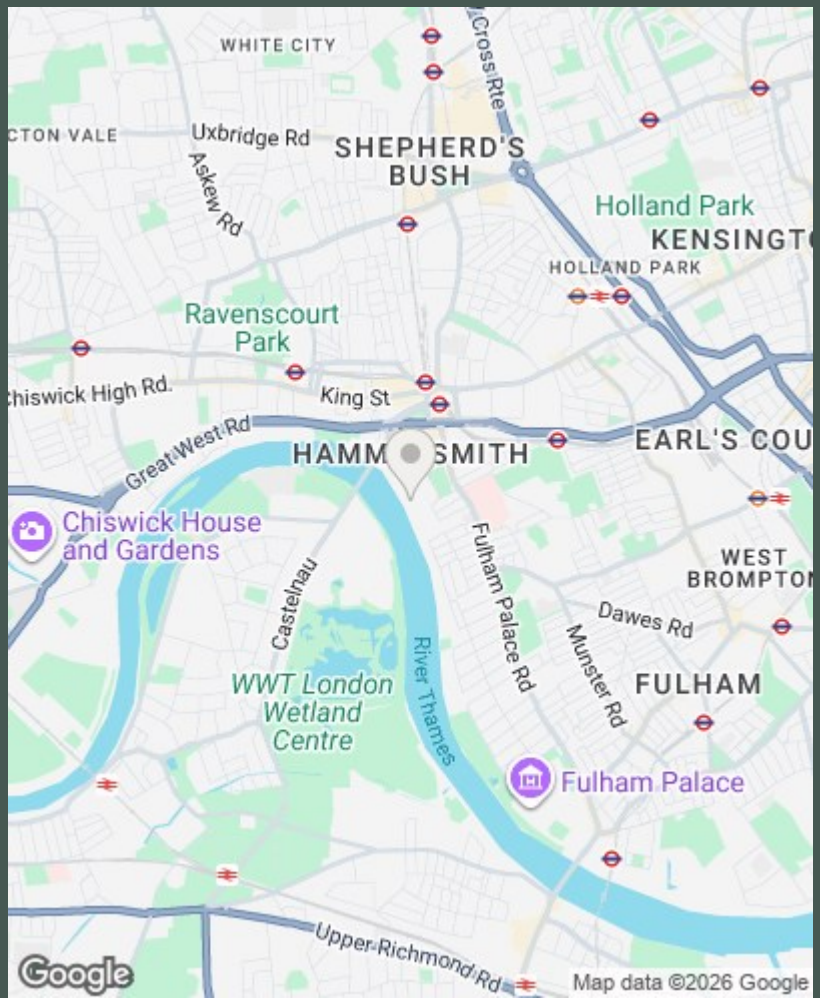 WHITE CITY
Cross Rte
CTON VALE
Uxbridge Rd
SHEPHERD'S
BUSH
Askew Rd
Holland Park
KENSINGTO
HOLLAND PARK
Ravenscourt
Park
Chiswick High Rd.
King St
Great West Rd
HAMM SMITH
EARL'S COU
Chiswick House
and Gardens
Castelnau
Fulham Palace Rd
WEST
BROMPTON
Dawes Rd
Munster Rd
River Thames
FULHAM
WWT London
Wetland
Centre
Fulham Palace
Upper Richmond Rd
Google
Map data ©2026 Google